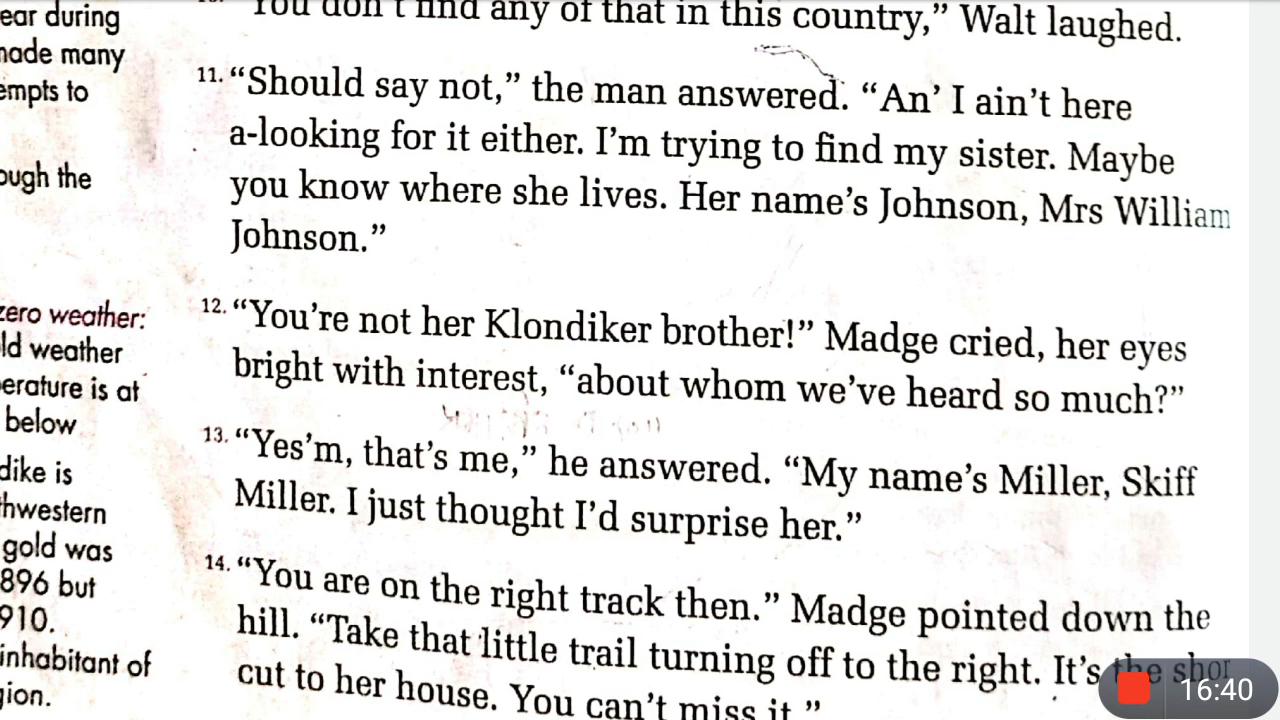 ear during
made many
empts to
ough the
zero weather:
ld weather
erature is at
below
dike is
hwestern
gold was
896 but
910.
inhabitant of
gion.
You don't find any of that in this country,” Walt laughed.
11. “Should say not,” the man answered. “An’ I ain’t here
a-looking for it either. I’m trying to find my sister. Maybe
you know where she lives. Her name’s Johnson, Mrs William
Johnson.”
12. “You’re not her Klondiker brother!” Madge cried, her eyes
bright with interest, “about whom we’ve heard so much?”
13. “Yes’m, that’s me,” he answered. “My name’s Miller, Skiff
Miller. I just thought I’d surprise her.”
14. “You are on the right track then.” Madge pointed down the
hill. “Take that little trail turning off to the right. It’s the shor
cut to her house. You can’t miss it.”
16:40